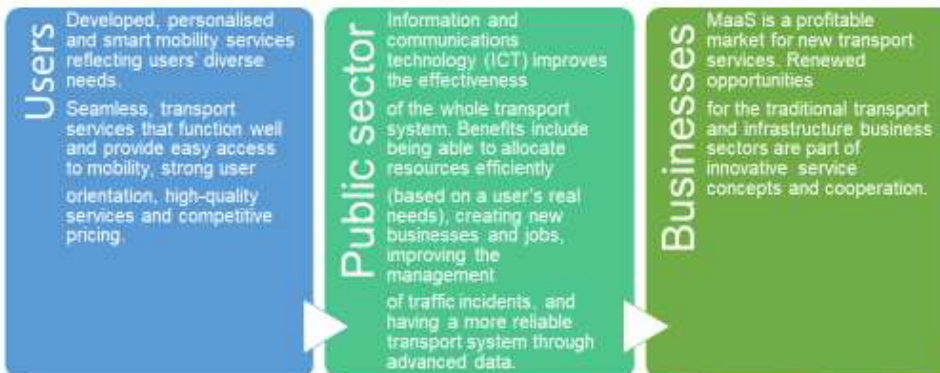 Users
Developed, personalised
and smart mobility services
reflecting users' diverse
needs.
Seamless, transport
services that function well
and provide easy access
to mobility, strong user
orientation, high-quality
services and competitive
pricing.
Public sector
Information and
communications
technology (ICT) improves
the effectiveness
of the whole transport
system. Benefits include
being able to allocate
resources efficiently
(based on a user's real
needs), creating new
businesses and jobs,
improving the
management
of traffic incidents, and
having a more reliable
transport system through
advanced data.
Businesses
MaaS is a profitable
market for new transport
services. Renewed
opportunities
for the traditional transport
and infrastructure business
sectors are part of
innovative service
concepts and cooperation.